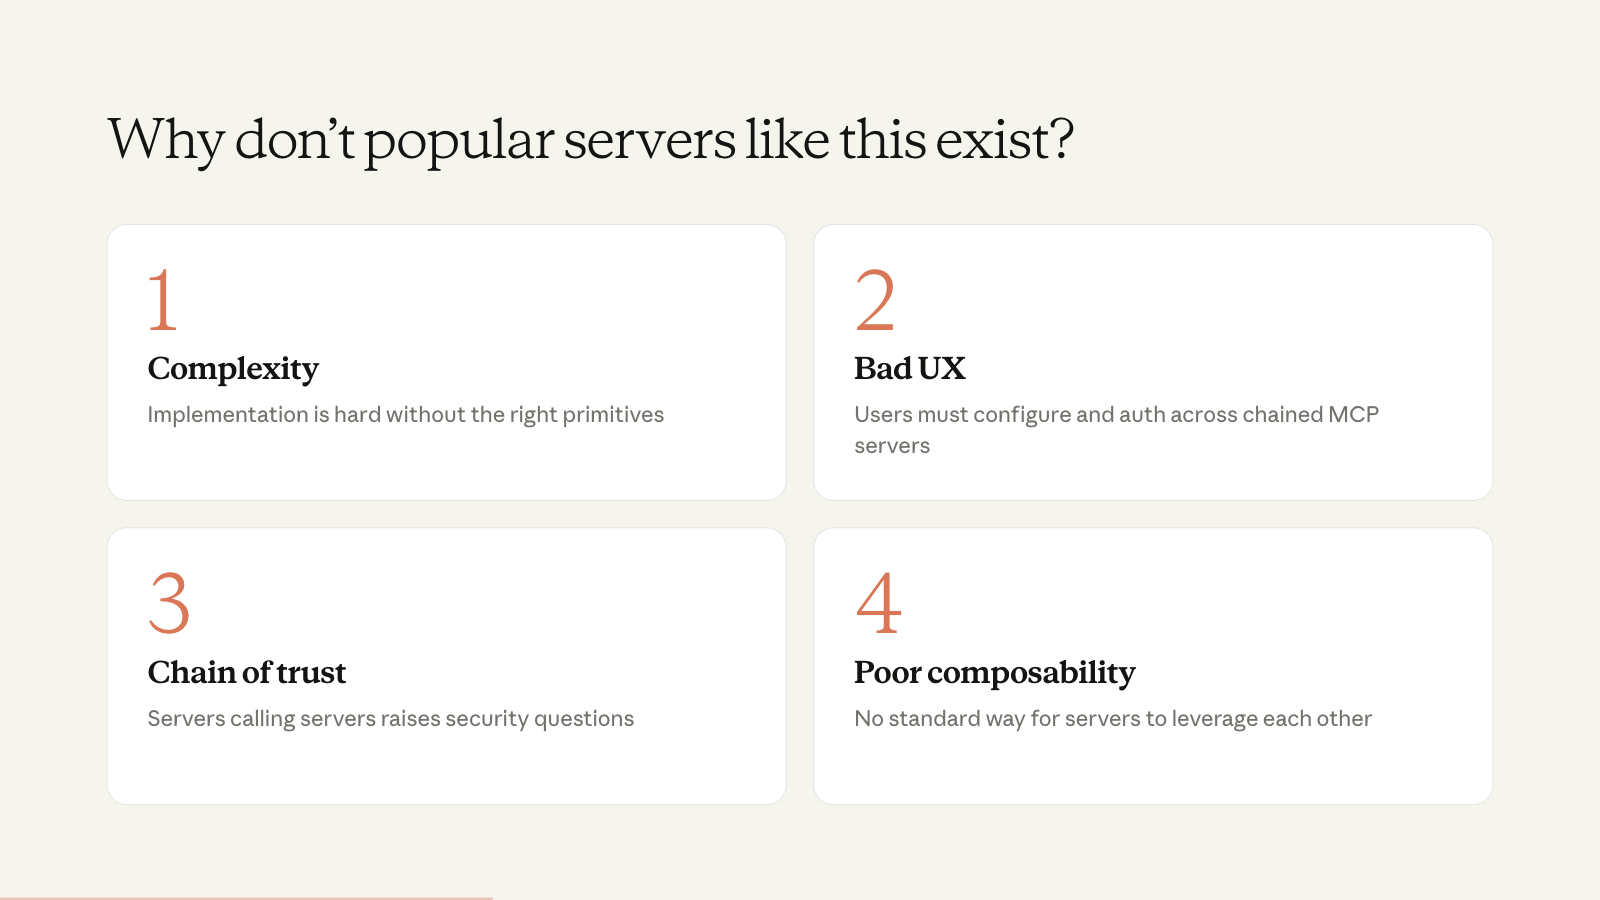 Why don’t popular servers like this exist?
1
Complexity
Implementation is hard without the right primitives
2
Bad UX
Users must configure and auth across chained MCP
servers
3
Chain of trust
Servers calling servers raises security questions
4
Poor composability
No standard way for servers to leverage each other